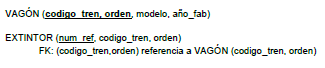 VAGÓN (codigo_tren, orden, modelo, año_fab)
EXTINTOR (num_ref, codigo_tren, orden)
FK: (codigo_tren,orden) referencia a VAGÓN (codigo_tren, orden)